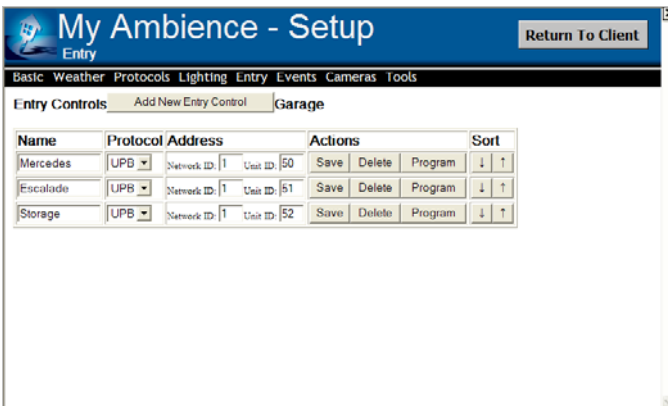 My Ambience - Setup
Entry
Return To Client
Basic Weather Protocols Lighting Entry Events Cameras Tools
Entry Controls Add New Entry Control Garage
Name Protocol Address Actions Sort
Mercedes UPB Network ID: 1 Unit ID: 50 Save Delete Program ↓ ↑
Escalade UPB Network ID: 1 Unit ID: 51 Save Delete Program ↓ ↑
Storage UPB Network ID: 1 Unit ID: 52 Save Delete Program ↓ ↑